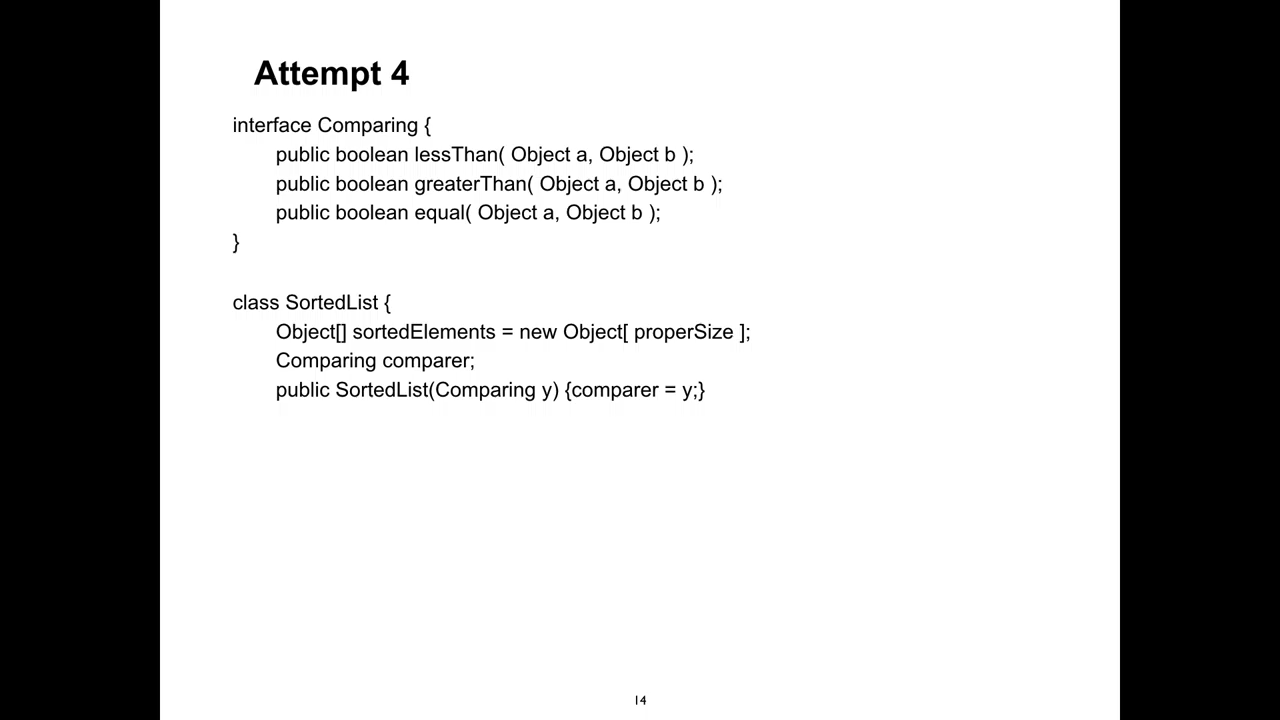 Attempt 4
interface Comparing {
public boolean lessThan( Object a, Object b );
public boolean greaterThan( Object a, Object b );
public boolean equal( Object a, Object b );
}
class SortedList {
Object[] sortedElements = new Object[ properSize ];
Comparing comparer;
public SortedList(Comparing y) {comparer = y;}
14